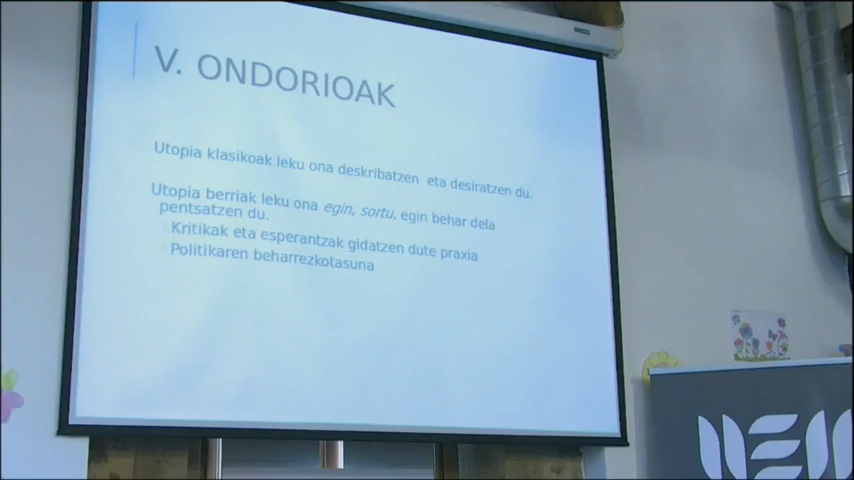 V. ONDORIOAK
Utopia klasikoak leku ona deskribatzen eta desiratzen du.
Utopia berriak leku ona egin, sortu, egin behar dela
pentsatzen du.
Kritikak eta esperantzak gidatzen dute praxia
Politikaren beharrezkotasuna